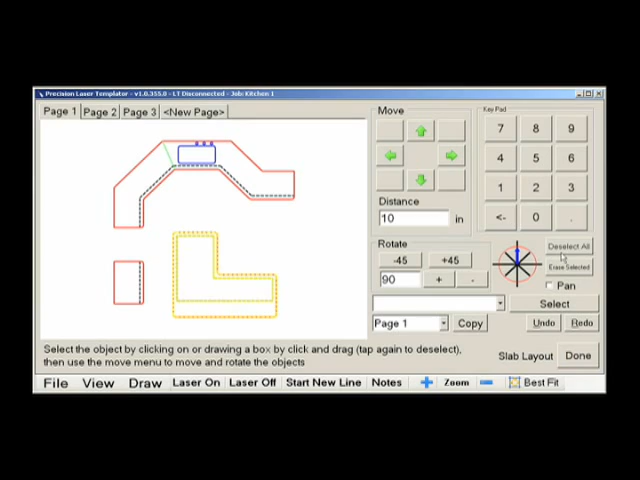 Precision Laser Templator - v1.0.355.0 - LT Disconnected - Job Kitchen 1
Page 1 Page 2 Page 3 <New Page>
Move
Key Pad
7 8 9
4 5 6
1 2 3
<- 0 .
Distance
10 in
Rotate
-45 +45
90 + -
Deselect All
Erase Selected
Pan
Select
Page 1 Copy
Undo Redo
Slab Layout Done
Select the object by clicking on or drawing a box by click and drag (tap again to deselect),
then use the move menu to move and rotate the objects
File View Draw Laser On Laser Off Start New Line Notes Zoom Best Fit